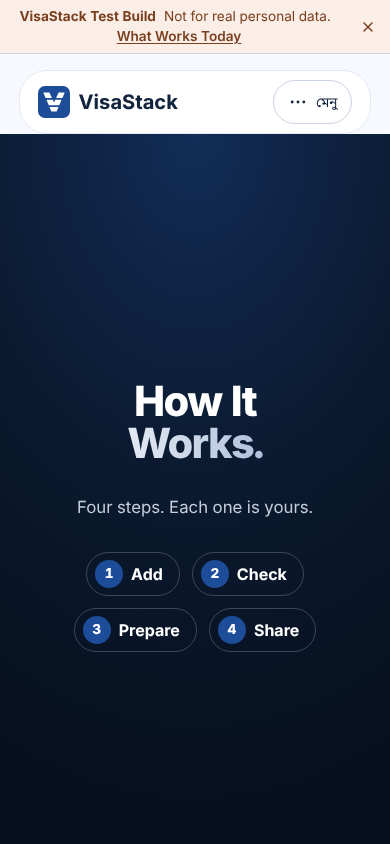 VisaStack Test Build Not for real personal data.
What Works Today
VisaStack
মেনু
How It
Works.
Four steps. Each one is yours.
1 Add
2 Check
3 Prepare
4 Share